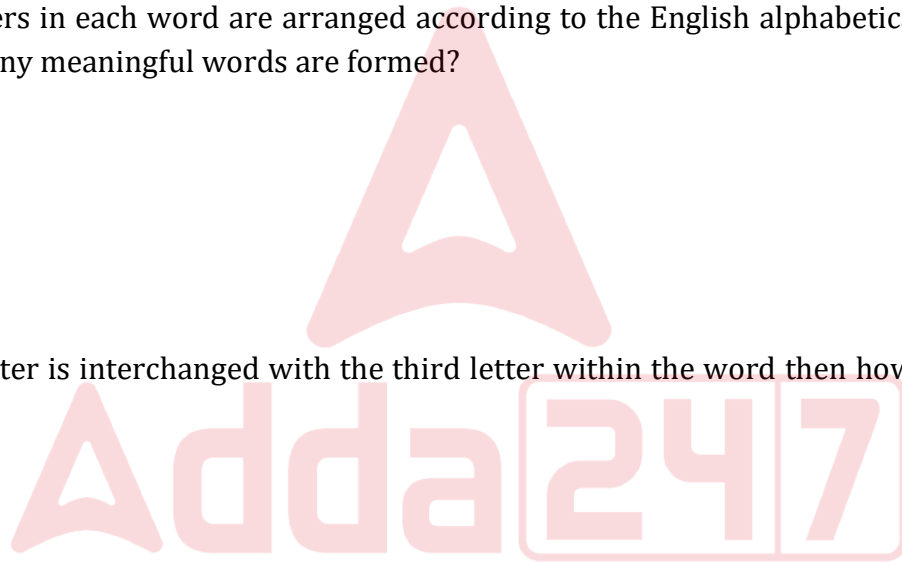 ers in each word are arranged according to the English alphabetica
ny meaningful words are formed?
ter is interchanged with the third letter within the word then how
Adda247